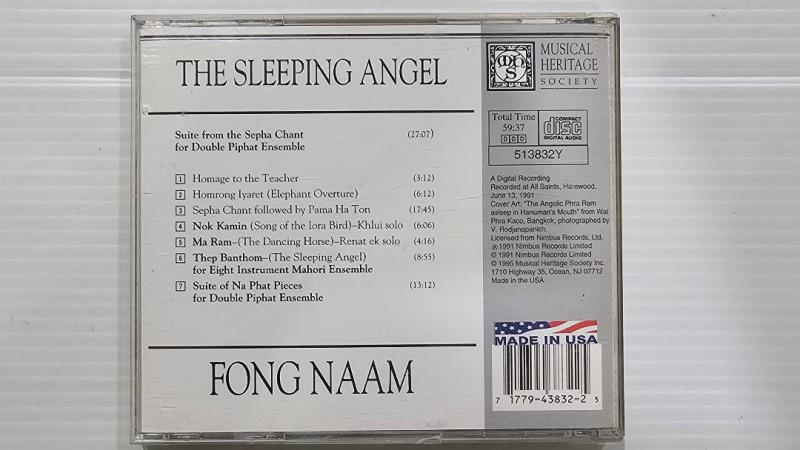 THE SLEEPING ANGEL
Suite from the Sepha Chant (27:07)
for Double Piphat Ensemble
1 Homage to the Teacher (3:12)
2 Homrong Iyaret (Elephant Overture) (6:12)
3 Sepha Chant followed by Pama Ha Ton (17:45)
4 Nok Kamin (Song of the Iora Bird)–Khlui solo (6:06)
5 Ma Ram–(The Dancing Horse)–Renat ek solo (4:16)
6 Thep Banthom–(The Sleeping Angel) (8:55)
for Eight Instrument Mahori Ensemble
7 Suite of Na Phat Pieces (13:12)
for Double Piphat Ensemble
FONG NAAM
MHS
MUSICAL
HERITAGE
SOCIETY
Total Time
59:37
DDD
COMPACT
disc
DIGITAL AUDIO
513832Y
A Digital Recording
Recorded at All Saints, Harewood,
June 13, 1991
Cover Art: "The Angelic Phra Ram
asleep in Hanuman's Mouth" from Wat
Phra Kaco, Bangkok, photographed by
V. Rodjanspanich.
Licensed from Nimbus Records, Ltd.
℗ 1991 Nimbus Records Limited
© 1991 Nimbus Records Limited
© 1995 Musical Heritage Society Inc.
1710 Highway 35, Ocean, NJ 07712
Made in the USA
MADE IN USA
7 17794-38322-5